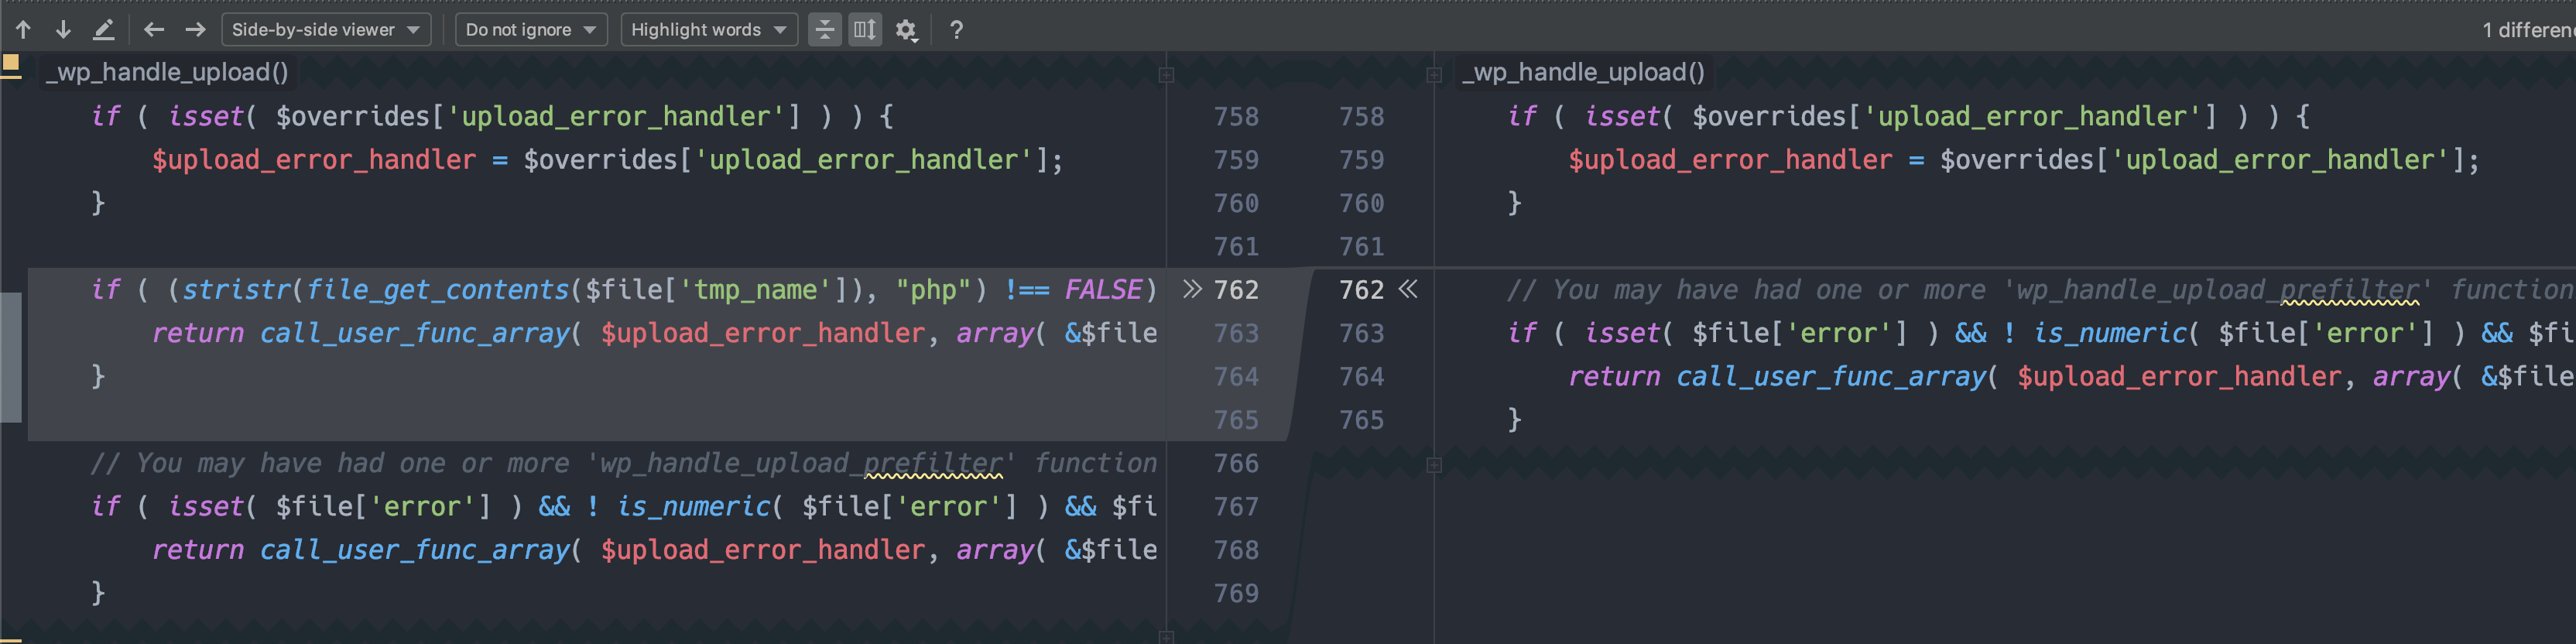 Side-by-side viewer Do not ignore Highlight words ? 1 differen
_wp_handle_upload()
if ( isset( $overrides['upload_error_handler'] ) ) {
$upload_error_handler = $overrides['upload_error_handler'];
}
if ( (stristr(file_get_contents($file['tmp_name']), "php") !== FALSE)
return call_user_func_array( $upload_error_handler, array( &$file
}
// You may have had one or more 'wp_handle_upload_prefilter' function
if ( isset( $file['error'] ) && ! is_numeric( $file['error'] ) && $fi
return call_user_func_array( $upload_error_handler, array( &$file
}
758 758
759 759
760 760
761 761
762 762
763 763
764 764
765 765
766
767
768
769
_wp_handle_upload()
if ( isset( $overrides['upload_error_handler'] ) ) {
$upload_error_handler = $overrides['upload_error_handler'];
}
// You may have had one or more 'wp_handle_upload_prefilter' function
if ( isset( $file['error'] ) && ! is_numeric( $file['error'] ) && $fi
return call_user_func_array( $upload_error_handler, array( &$file
}